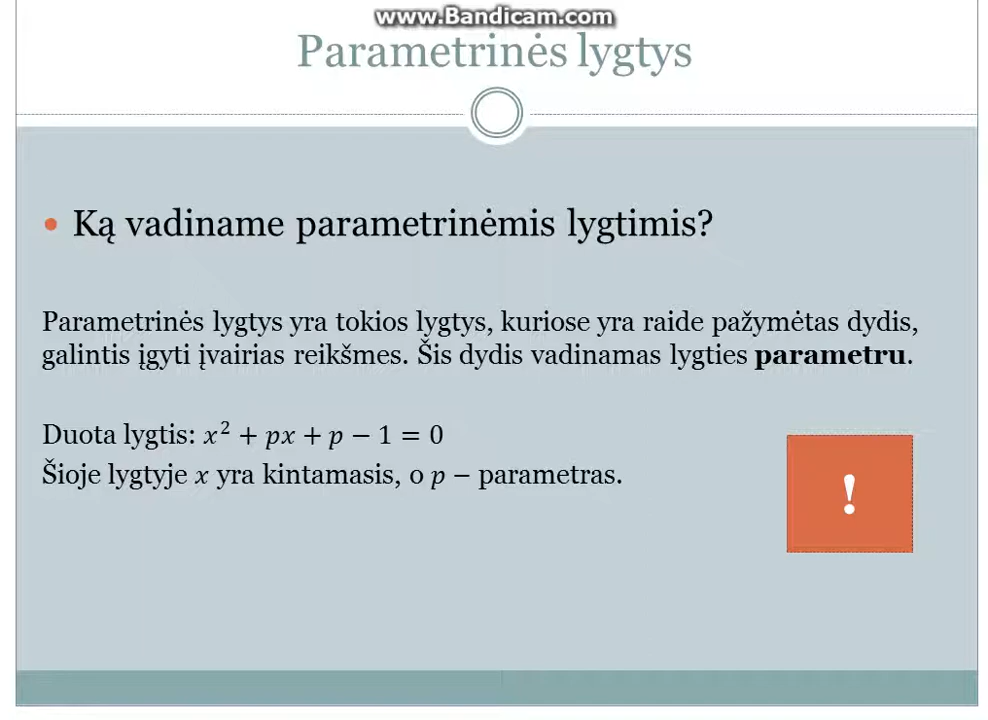 www.Bandicam.com
Parametrinės lygtys
• Ką vadiname parametrinėmis lygtimis?
Parametrinės lygtys yra tokios lygtys, kuriose yra raide pažymėtas dydis,
galintis įgyti įvairias reikšmes. Šis dydis vadinamas lygties parametru.
Duota lygtis: x² + px + p − 1 = 0
Šioje lygtyje x yra kintamasis, o p − parametras.
!